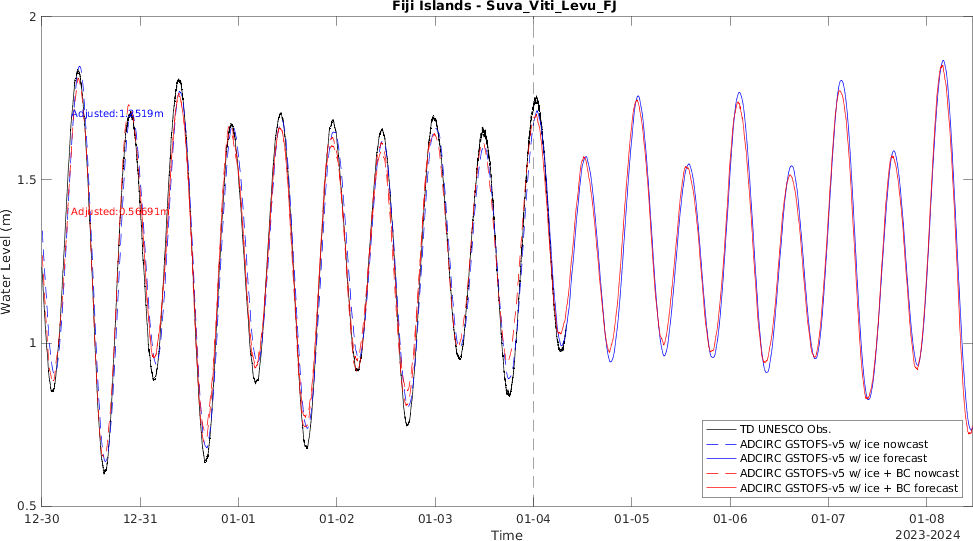 Fiji Islands - Suva_Viti_Levu_FJ
2
1.5
1
0.5
Water Level (m)
Adjusted:0.56691m
TD UNESCO Obs.
ADCIRC GSTOFS-v5 w/ ice nowcast
ADCIRC GSTOFS-v5 w/ ice forecast
ADCIRC GSTOFS-v5 w/ ice + BC nowcast
ADCIRC GSTOFS-v5 w/ ice + BC forecast
12-30 12-31 01-01 01-02 01-03 01-04 01-05 01-06 01-07 01-08
Time
2023-2024